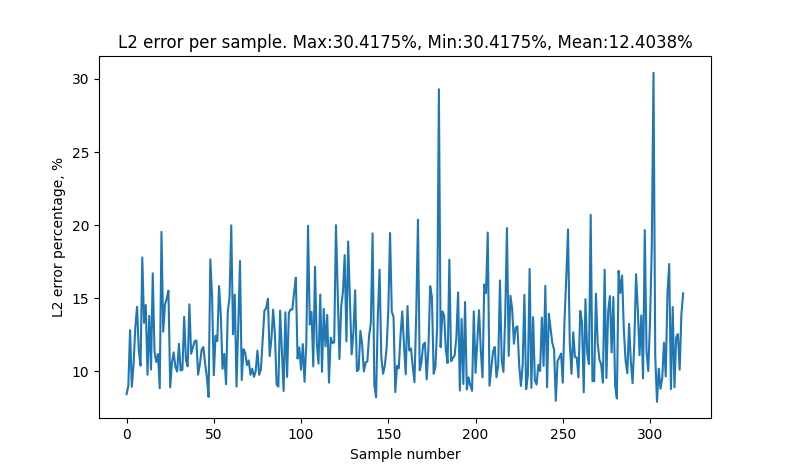 L2 error per sample. Max:30.4175%, Min:30.4175%, Mean:12.4038%
L2 error percentage, %
30
25
20
15
10
0 50 100 150 200 250 300
Sample number